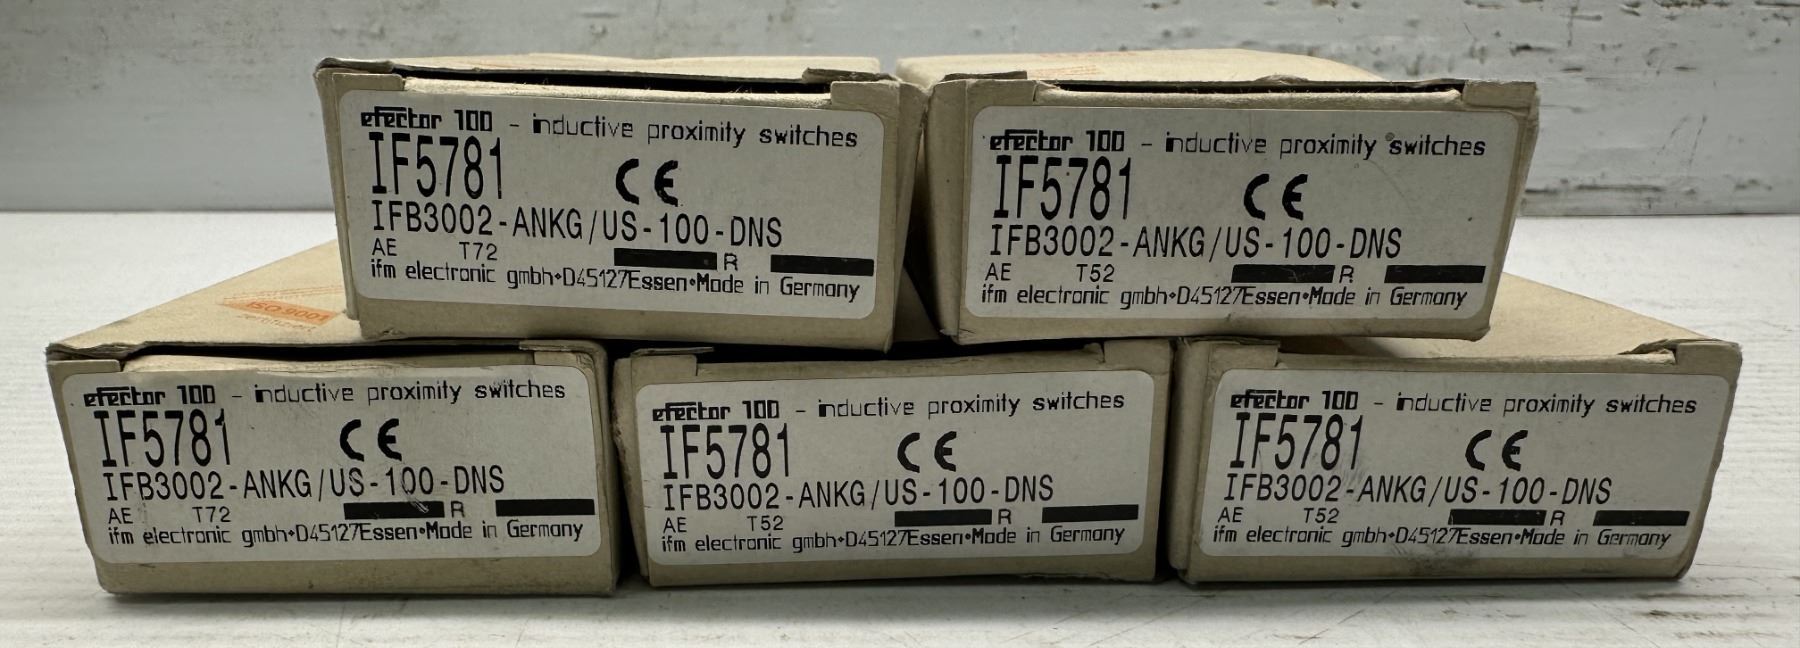 efector 100 - inductive proximity switches
IF5781 CE
IFB3002-ANKG/US-100-DNS
AE T72 R
ifm electronic gmbh•D45127Essen•Made in Germany
efector 100 - inductive proximity switches
IF5781 CE
IFB3002-ANKG/US-100-DNS
AE T52 R
ifm electronic gmbh•D45127Essen•Made in Germany
ISO 9001
efector 100 - inductive proximity switches
IF5781 CE
IFB3002-ANKG/US-100-DNS
AE T72 R
ifm electronic gmbh•D45127Essen•Made in Germany
efector 100 - inductive proximity switches
IF5781 CE
IFB3002-ANKG/US-100-DNS
AE T52 R
ifm electronic gmbh•D45127Essen•Made in Germany
efector 100 - inductive proximity switches
IF5781 CE
IFB3002-ANKG/US-100-DNS
AE T52 R
ifm electronic gmbh•D45127Essen•Made in Germany